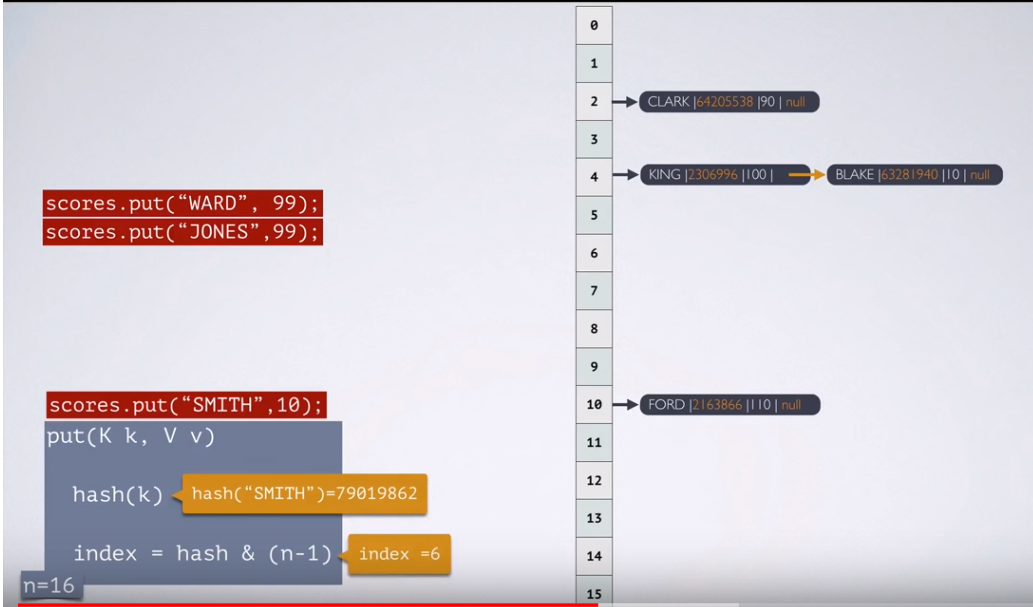 0
1
2
CLARK |64205538 |90 | null
3
4
KING |2306996 |100 |
BLAKE |63281940 |10 | null
scores.put(“WARD”, 99);
scores.put(“JONES”,99);
5
6
7
8
9
scores.put(“SMITH”,10);
10
FORD |2163866 |110 | null
put(K k, V v)
11
hash(k)
hash(“SMITH”)=79019862
12
13
index = hash & (n-1)
index =6
14
n=16
15